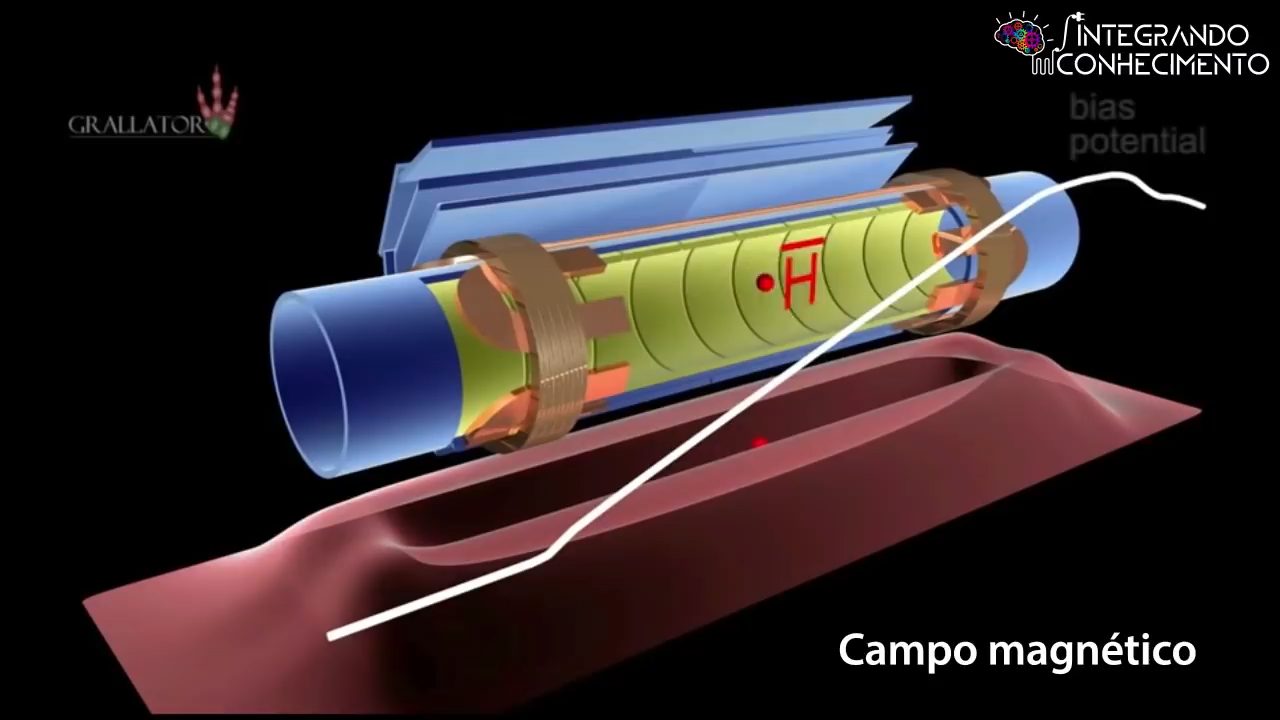 INTEGRANDO
CONHECIMENTO
GRALLATOR
bias
potential
H̅
Campo magnético